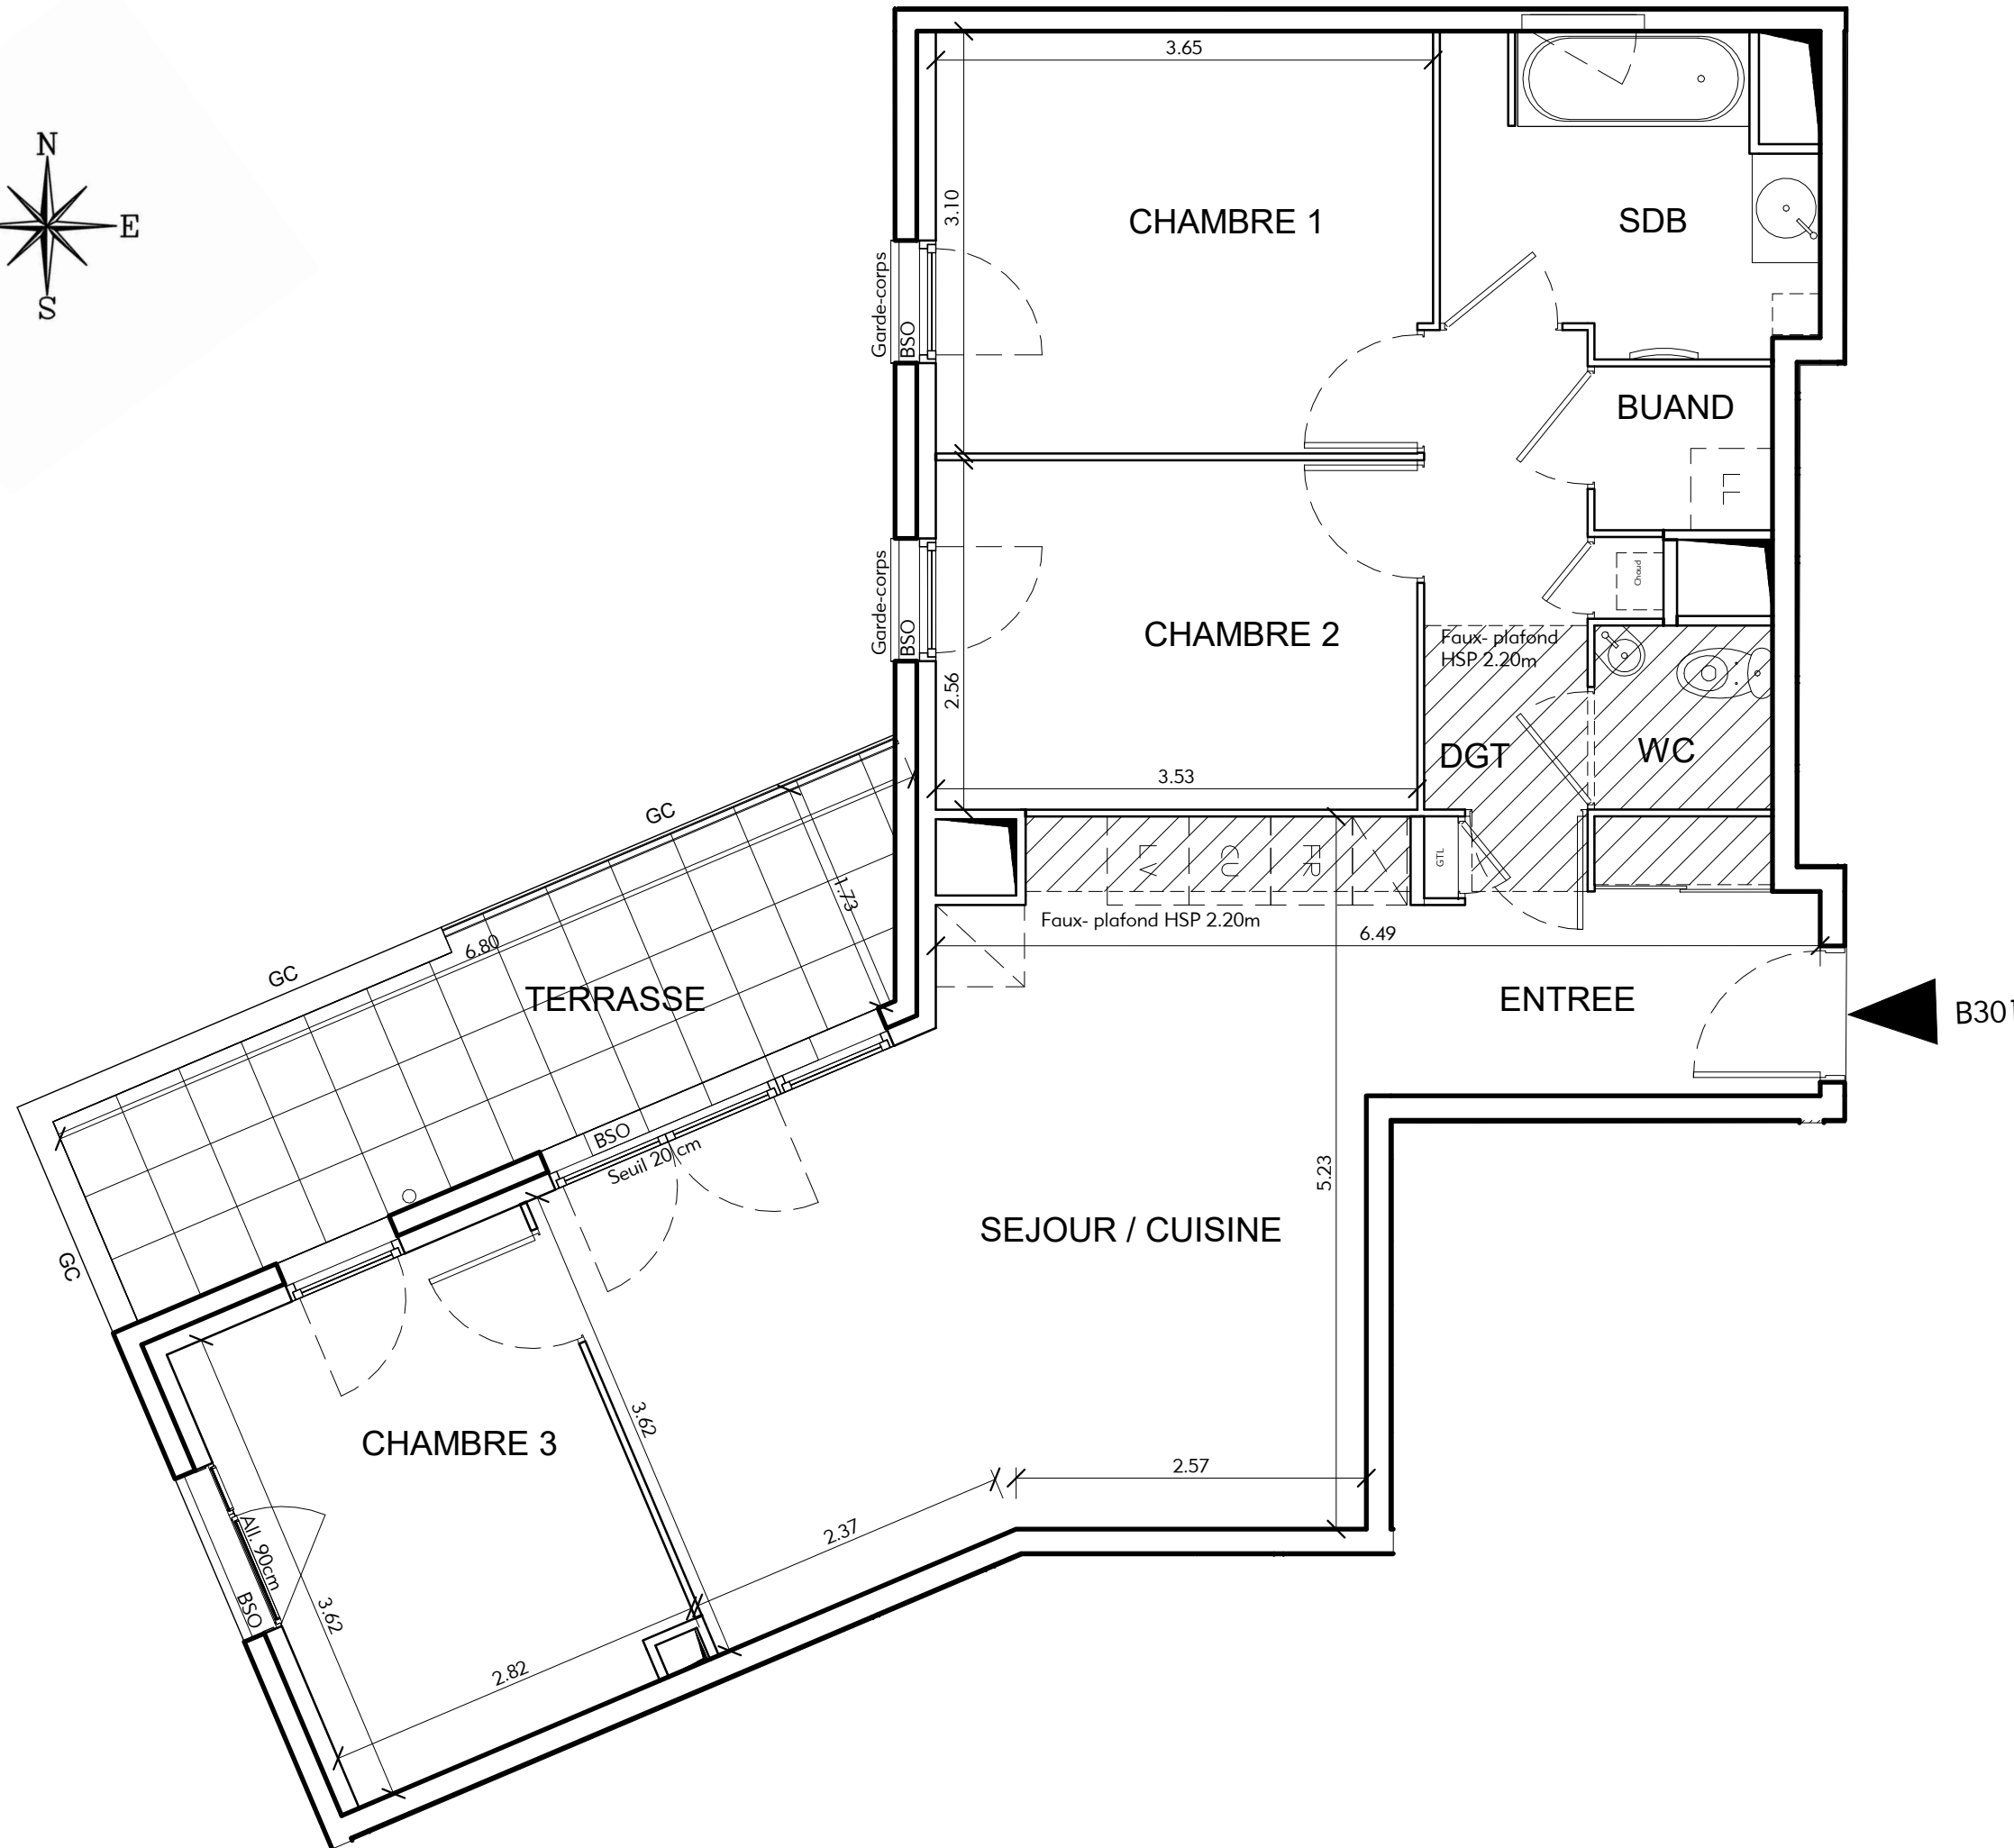 N
E
S
3.65
3.10
CHAMBRE 1
SDB
Garde-corps
BSO
BUAND
LL
Garde-corps
BSO
Chaud
CHAMBRE 2
Faux- plafond
HSP 2.20m
2.56
DGT
WC
3.53
GC
LV
CU
FR
GTL
1.73
Faux- plafond HSP 2.20m
6.49
6.80
GC
TERRASSE
ENTREE
B301
BSO
Seuil 20 cm
5.23
SEJOUR / CUISINE
GC
3.62
CHAMBRE 3
2.57
2.37
All. 90cm
BSO
3.62
2.82